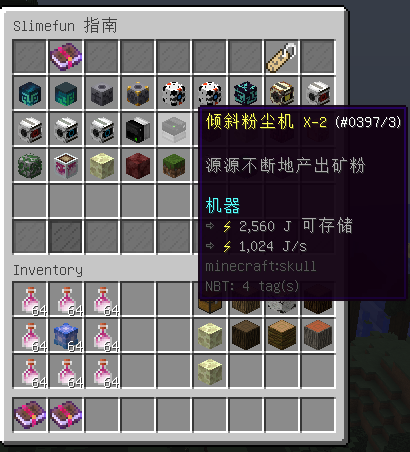 Slimefun 指南
倾斜粉尘机 X-2 (#0397/3)
源源不断地产出矿粉
机器
⇨ ⚡ 2,560 J 可存储
⇨ ⚡ 1,024 J/s
minecraft:skull
NBT: 4 tag(s)
Inventory
64 64 64
64 64 64
64 64 64